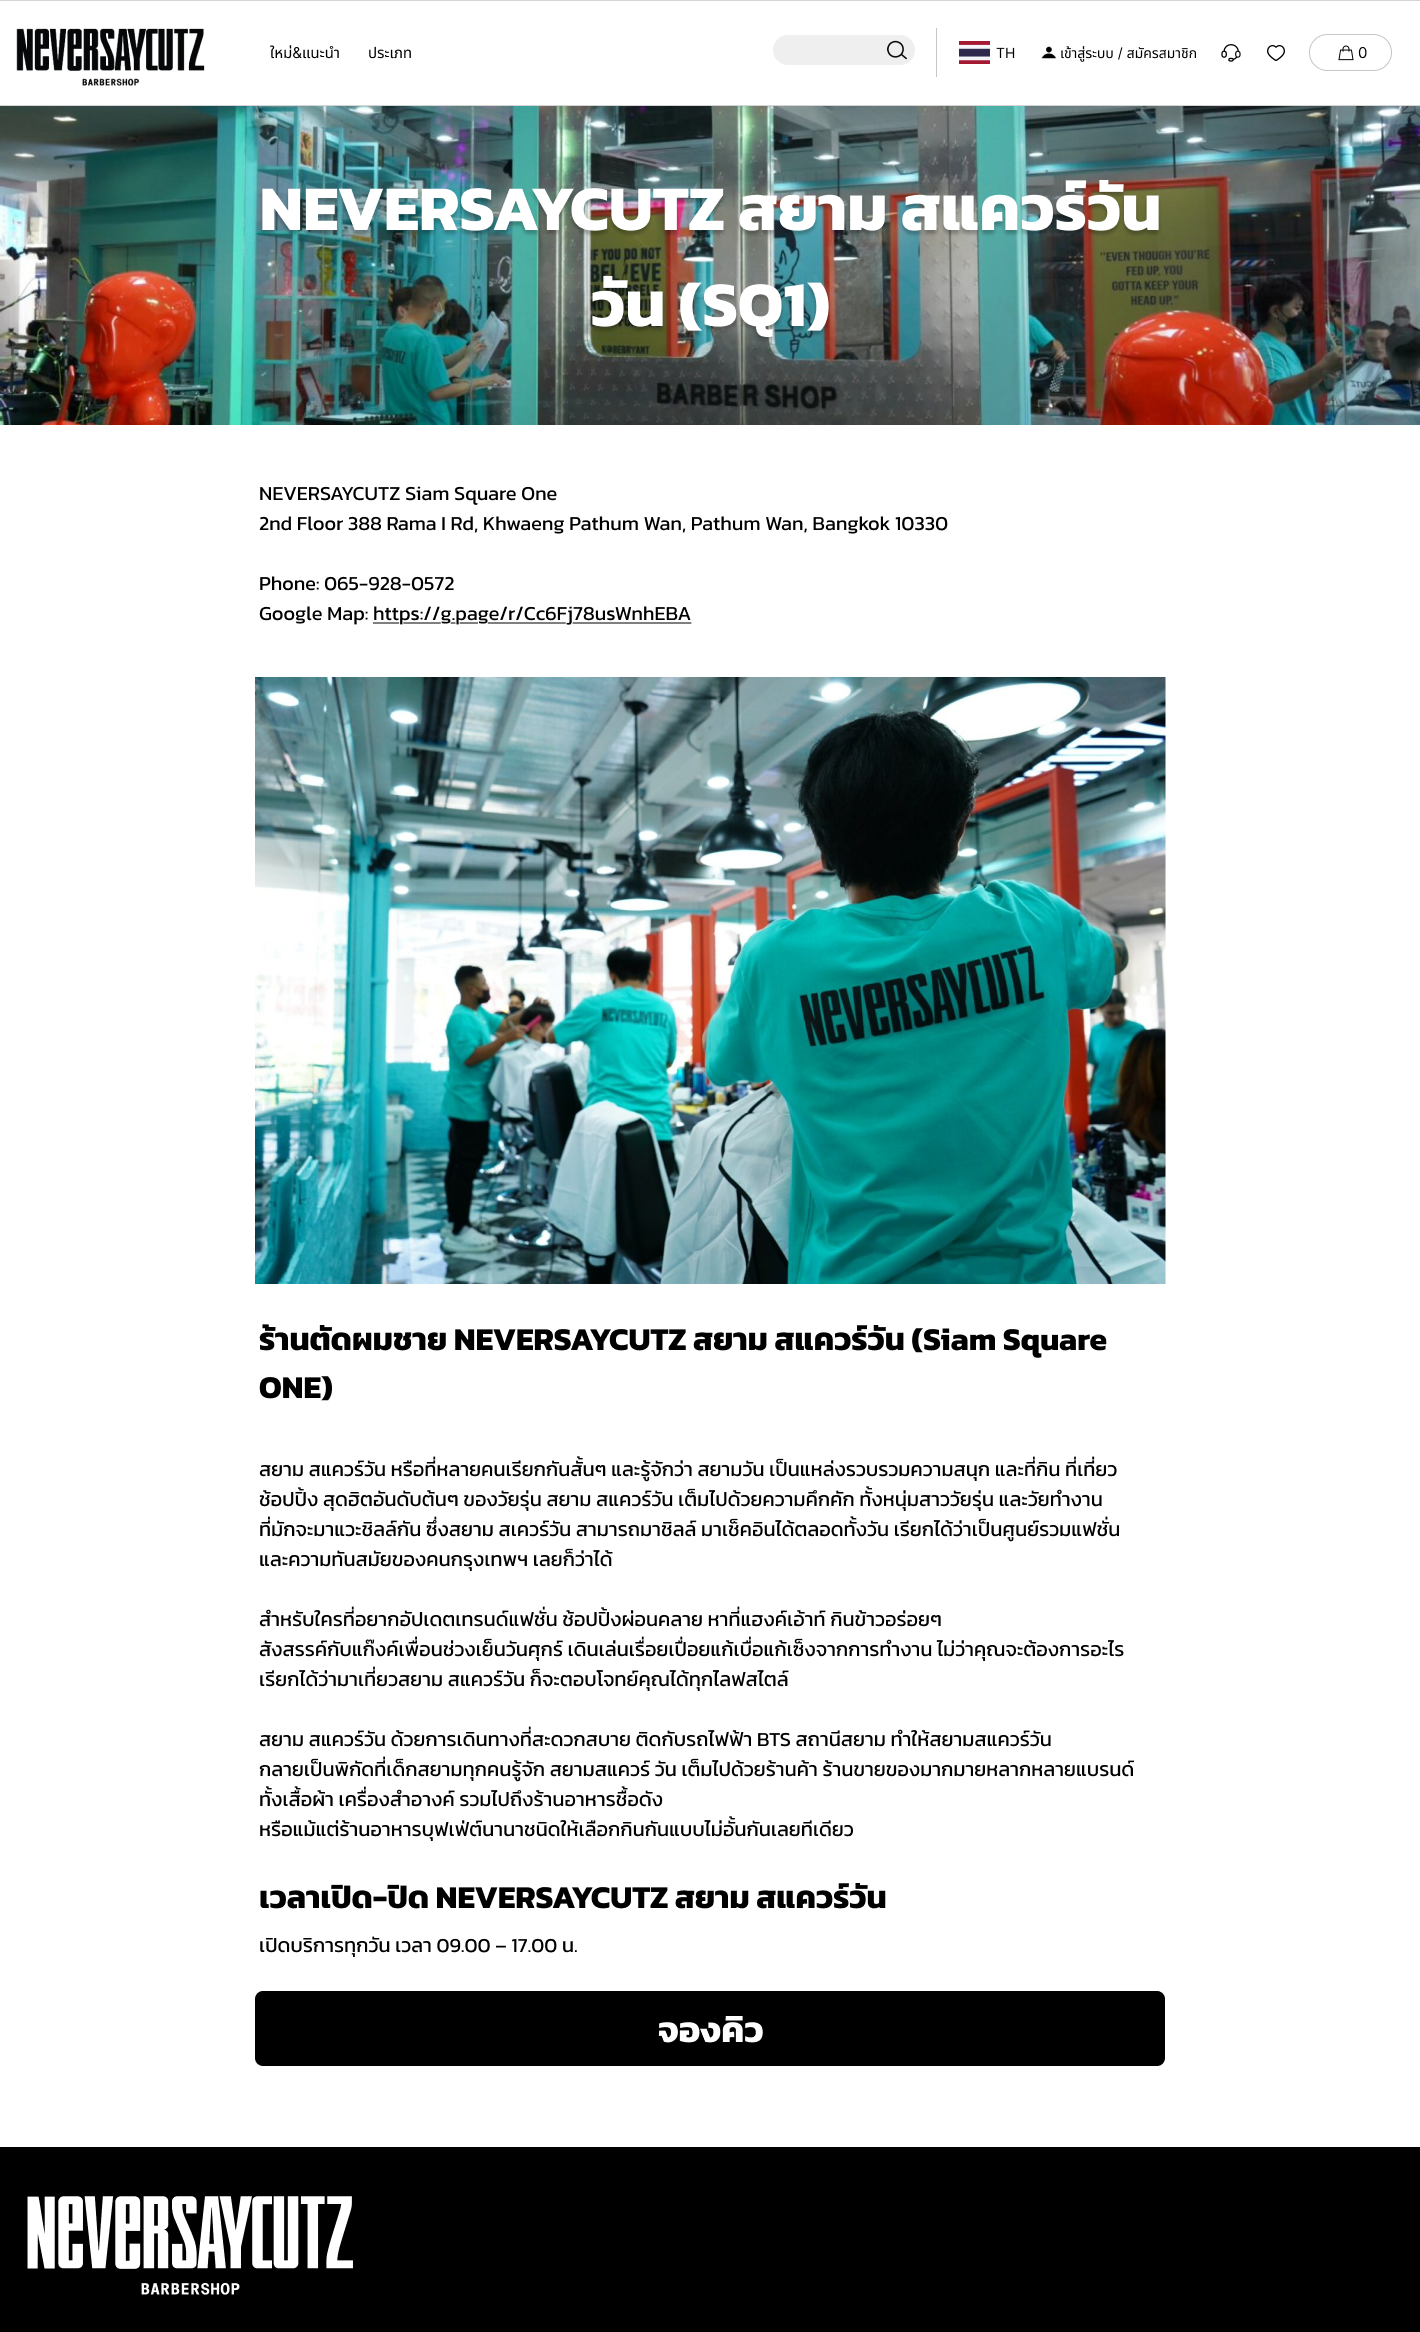 NEVERSAYCUTZ
BARBERSHOP
ใหม่&แนะนำ
ประเภท
TH
เข้าสู่ระบบ / สมัครสมาชิก
0
NEVERSAYCUTZ สยาม สแควร์วัน
วัน (SQ1)
IF YOU DO NOT
BELIEVE
YOURSELF
KOBEBRYANT
BARBER SHOP
"EVEN THOUGH YOU'RE
FED UP, YOU
GOTTA KEEP YOUR
HEAD UP."
NEVERSAYCUTZ Siam Square One
2nd Floor 388 Rama I Rd, Khwaeng Pathum Wan, Pathum Wan, Bangkok 10330
Phone: 065-928-0572
Google Map: https://g.page/r/Cc6Fj78usWnhEBA
NEVERSAYCUTZ
NEVERSAYCUTZ
ร้านตัดผมชาย NEVERSAYCUTZ สยาม สแควร์วัน (Siam Square
ONE)
สยาม สแควร์วัน หรือที่หลายคนเรียกกันสั้นๆ และรู้จักว่า สยามวัน เป็นแหล่งรวบรวมความสนุก และที่กิน ที่เที่ยว
ช้อปปิ้ง สุดฮิตอันดับต้นๆ ของวัยรุ่น สยาม สแควร์วัน เต็มไปด้วยความคึกคัก ทั้งหนุ่มสาววัยรุ่น และวัยทำงาน
ที่มักจะมาแวะชิลล์กัน ซึ่งสยาม สเควร์วัน สามารถมาชิลล์ มาเช็คอินได้ตลอดทั้งวัน เรียกได้ว่าเป็นศูนย์รวมแฟชั่น
และความทันสมัยของคนกรุงเทพฯ เลยก็ว่าได้
สำหรับใครที่อยากอัปเดตเทรนด์แฟชั่น ช้อปปิ้งผ่อนคลาย หาที่แฮงค์เอ้าท์ กินข้าวอร่อยๆ
สังสรรค์กับแก๊งค์เพื่อนช่วงเย็นวันศุกร์ เดินเล่นเรื่อยเปื่อยแก้เบื่อแก้เซ็งจากการทำงาน ไม่ว่าคุณจะต้องการอะไร
เรียกได้ว่ามาเที่ยวสยาม สแควร์วัน ก็จะตอบโจทย์คุณได้ทุกไลฟสไตล์
สยาม สแควร์วัน ด้วยการเดินทางที่สะดวกสบาย ติดกับรถไฟฟ้า BTS สถานีสยาม ทำให้สยามสแควร์วัน
กลายเป็นพิกัดที่เด็กสยามทุกคนรู้จัก สยามสแควร์ วัน เต็มไปด้วยร้านค้า ร้านขายของมากมายหลากหลายแบรนด์
ทั้งเสื้อผ้า เครื่องสำอางค์ รวมไปถึงร้านอาหารชื้อดัง
หรือแม้แต่ร้านอาหารบุฟเฟ่ต์นานาชนิดให้เลือกกินกันแบบไม่อั้นกันเลยทีเดียว
เวลาเปิด-ปิด NEVERSAYCUTZ สยาม สแควร์วัน
เปิดบริการทุกวัน เวลา 09.00 – 17.00 น.
จองคิว
NEVERSAYCUTZ
BARBERSHOP